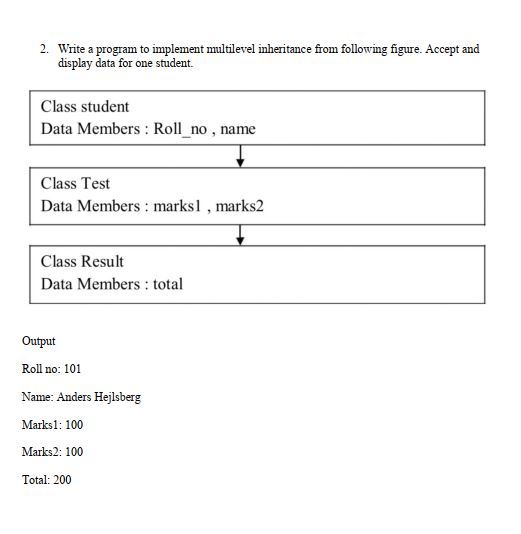 2. Write a program to implement multilevel inheritance from following figure. Accept and
display data for one student.
Class student
Data Members : Roll_no , name
Class Test
Data Members : marks1 , marks2
Class Result
Data Members : total
Output
Roll no: 101
Name: Anders Hejlsberg
Marks1: 100
Marks2: 100
Total: 200